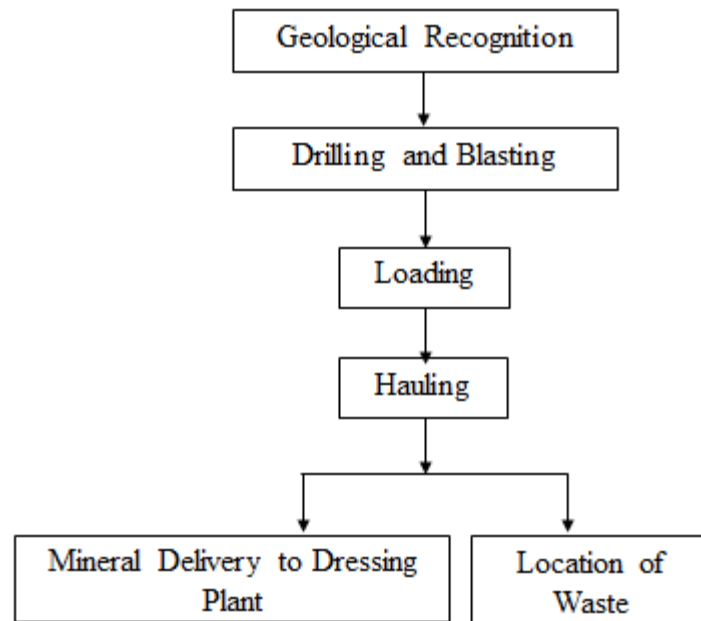 Geological Recognition
Drilling and Blasting
Loading
Hauling
Mineral Delivery to Dressing
Plant
Location of
Waste